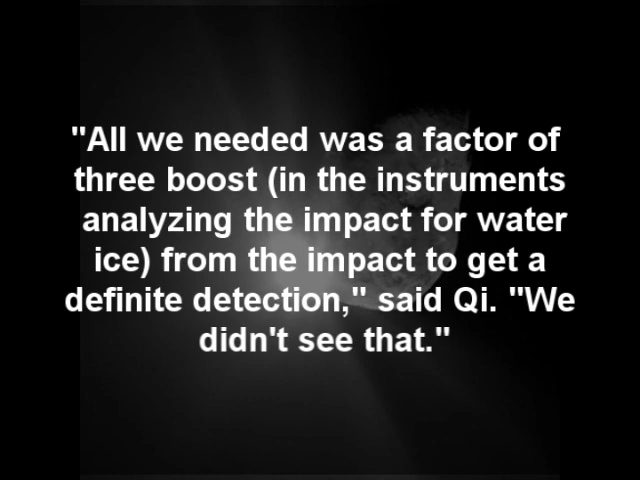 "All we needed was a factor of
three boost (in the instruments
analyzing the impact for water
ice) from the impact to get a
definite detection," said Qi. "We
didn't see that."